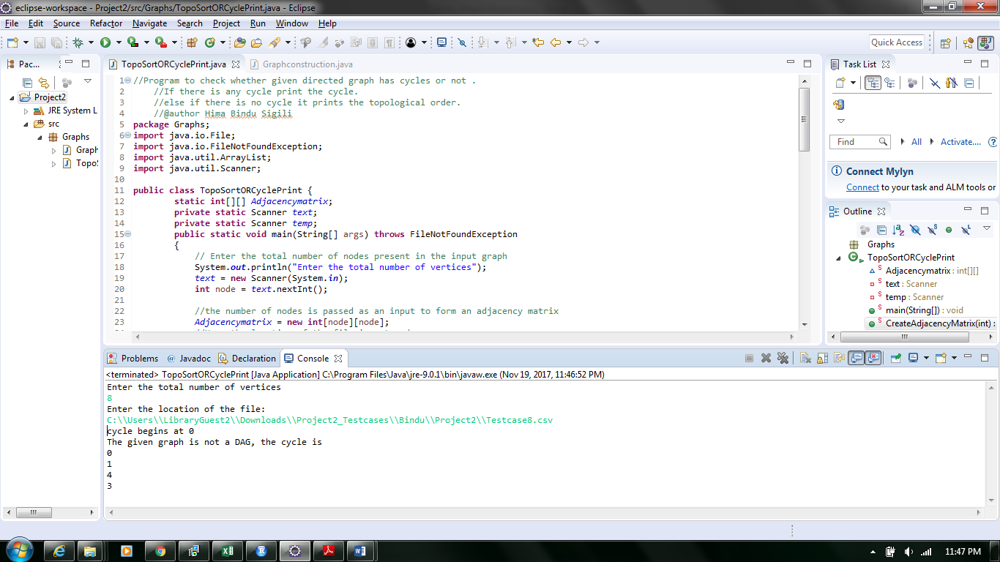 eclipse-workspace - Project2/src/Graphs/TopoSortORCyclePrint.java - Eclipse
File Edit Source Refactor Navigate Search Project Run Window Help
Quick Access
Pac...
Project2
JRE System L
src
Graphs
Graph
TopoS
TopoSortORCyclePrint.java
Graphconstruction.java
1 //Program to check whether given directed graph has cycles or not .
2 //If there is any cycle print the cycle.
3 //else if there is no cycle it prints the topological order.
4 //@author Hima Bindu Sigili
5 package Graphs;
6 import java.io.File;
7 import java.io.FileNotFoundException;
8 import java.util.ArrayList;
9 import java.util.Scanner;
10
11 public class TopoSortORCyclePrint {
12 static int[][] Adjacencymatrix;
13 private static Scanner text;
14 private static Scanner temp;
15 public static void main(String[] args) throws FileNotFoundException
16 {
17 // Enter the total number of nodes present in the input graph
18 System.out.println("Enter the total number of vertices");
19 text = new Scanner(System.in);
20 int node = text.nextInt();
21
22 //the number of nodes is passed as an input to form an adjacency matrix
23 Adjacencymatrix = new int[node][node];
Task List
Find All Activate....
Connect Mylyn
Connect to your task and ALM tools or
Outline
Graphs
TopoSortORCyclePrint
Adjacencymatrix : int[][]
text : Scanner
temp : Scanner
main(String[]) : void
CreateAdjacencyMatrix(int) :
Problems Javadoc Declaration Console
<terminated> TopoSortORCyclePrint [Java Application] C:\Program Files\Java\jre-9.0.1\bin\javaw.exe (Nov 19, 2017, 11:46:52 PM)
Enter the total number of vertices
8
Enter the location of the file:
C:\\Users\\LibraryGuest2\\Downloads\\Project2_Testcases\\Bindu\\Project2\\Testcase8.csv
cycle begins at 0
The given graph is not a DAG, the cycle is
0
1
4
3
11:47 PM